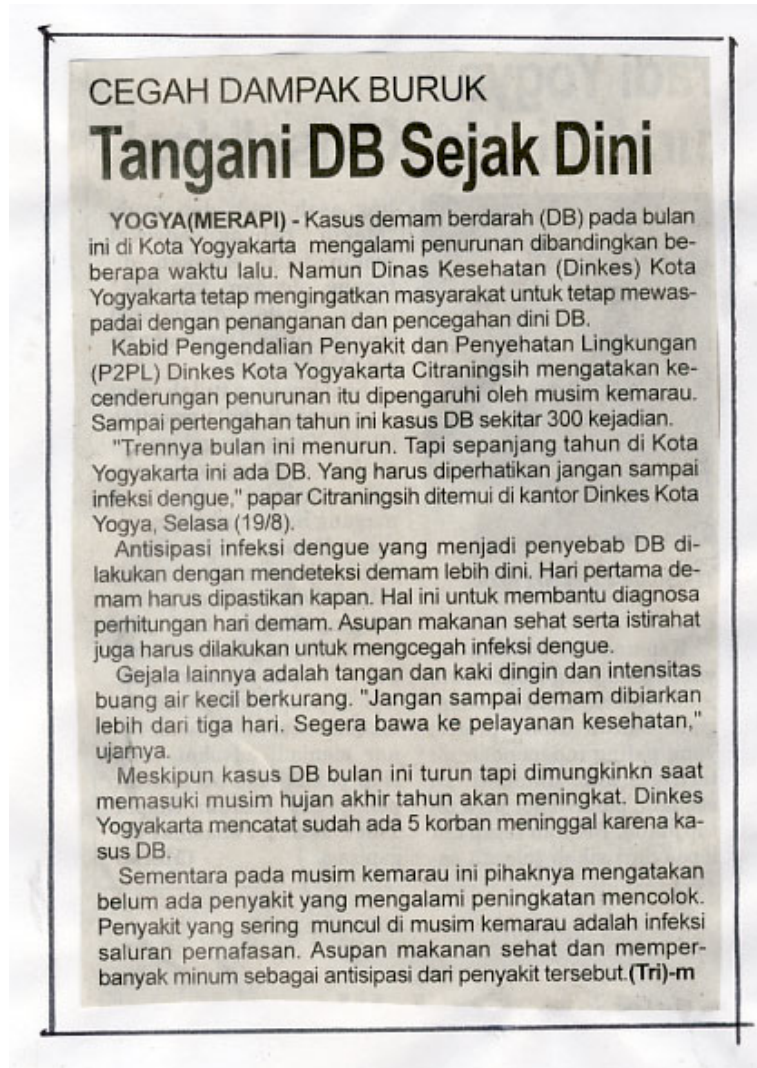 CEGAH DAMPAK BURUK
Tangani DB Sejak Dini
YOGYA(MERAPI) - Kasus demam berdarah (DB) pada bulan
ini di Kota Yogyakarta mengalami penurunan dibandingkan be-
berapa waktu lalu. Namun Dinas Kesehatan (Dinkes) Kota
Yogyakarta tetap mengingatkan masyarakat untuk tetap mewas-
padai dengan penanganan dan pencegahan dini DB.
Kabid Pengendalian Penyakit dan Penyehatan Lingkungan
(P2PL) Dinkes Kota Yogyakarta Citraningsih mengatakan ke-
cenderungan penurunan itu dipengaruhi oleh musim kemarau.
Sampai pertengahan tahun ini kasus DB sekitar 300 kejadian.
"Trennya bulan ini menurun. Tapi sepanjang tahun di Kota
Yogyakarta ini ada DB. Yang harus diperhatikan jangan sampai
infeksi dengue," papar Citraningsih ditemui di kantor Dinkes Kota
Yogya, Selasa (19/8).
Antisipasi infeksi dengue yang menjadi penyebab DB di-
lakukan dengan mendeteksi demam lebih dini. Hari pertama de-
mam harus dipastikan kapan. Hal ini untuk membantu diagnosa
perhitungan hari demam. Asupan makanan sehat serta istirahat
juga harus dilakukan untuk mengcegah infeksi dengue.
Gejala lainnya adalah tangan dan kaki dingin dan intensitas
buang air kecil berkurang. "Jangan sampai demam dibiarkan
lebih dari tiga hari. Segera bawa ke pelayanan kesehatan,"
ujarnya.
Meskipun kasus DB bulan ini turun tapi dimungkinkn saat
memasuki musim hujan akhir tahun akan meningkat. Dinkes
Yogyakarta mencatat sudah ada 5 korban meninggal karena ka-
sus DB.
Sementara pada musim kemarau ini pihaknya mengatakan
belum ada penyakit yang mengalami peningkatan mencolok.
Penyakit yang sering muncul di musim kemarau adalah infeksi
saluran pernafasan. Asupan makanan sehat dan memper-
banyak minum sebagai antisipasi dari penyakit tersebut.(Tri)-m